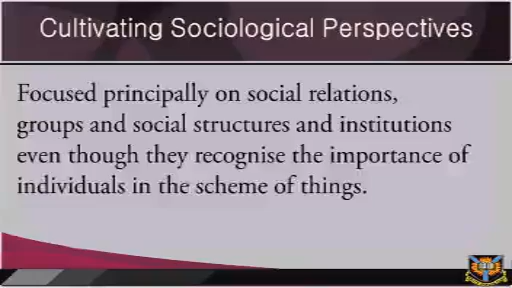 Cultivating Sociological Perspectives
Focused principally on social relations,
groups and social structures and institutions
even though they recognise the importance of
individuals in the scheme of things.